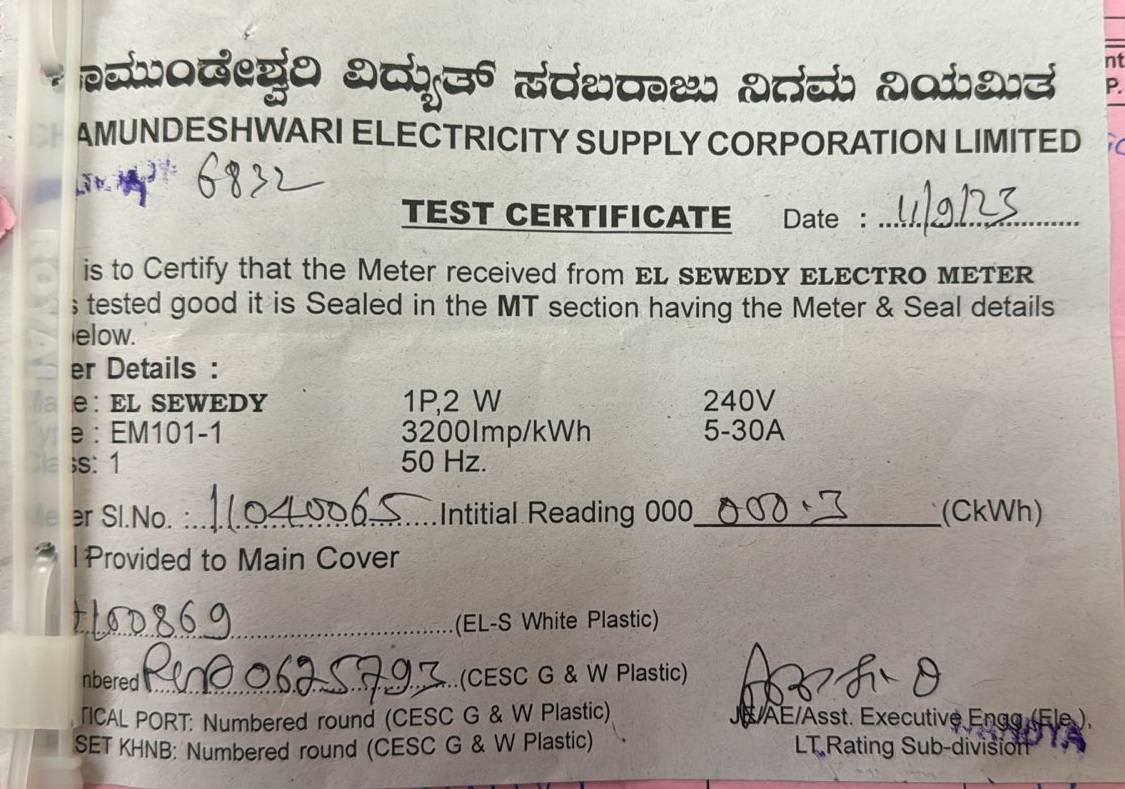 ಚಾಮುಂಡೇಶ್ವರಿ ವಿದ್ಯುತ್ ಸರಬರಾಜು ನಿಗಮ ನಿಯಮಿತ
CHAMUNDESHWARI ELECTRICITY SUPPLY CORPORATION LIMITED
6832
TEST CERTIFICATE Date : 11/9/23
is to Certify that the Meter received from EL SEWEDY ELECTRO METER
s tested good it is Sealed in the MT section having the Meter & Seal details
elow.
er Details :
Make: EL SEWEDY 1P,2 W 240V
ype : EM101-1 3200Imp/kWh 5-30A
Class: 1 50 Hz.
Meter Sl.No. : 11040065 Intitial Reading 000 000.3 (CkWh)
l Provided to Main Cover
100869 (EL-S White Plastic)
nbered 0625793 (CESC G & W Plastic)
TICAL PORT: Numbered round (CESC G & W Plastic)
JE/AE/Asst. Executive Engg.(Ele.),
SET KHNB: Numbered round (CESC G & W Plastic)
LT.Rating Sub-division